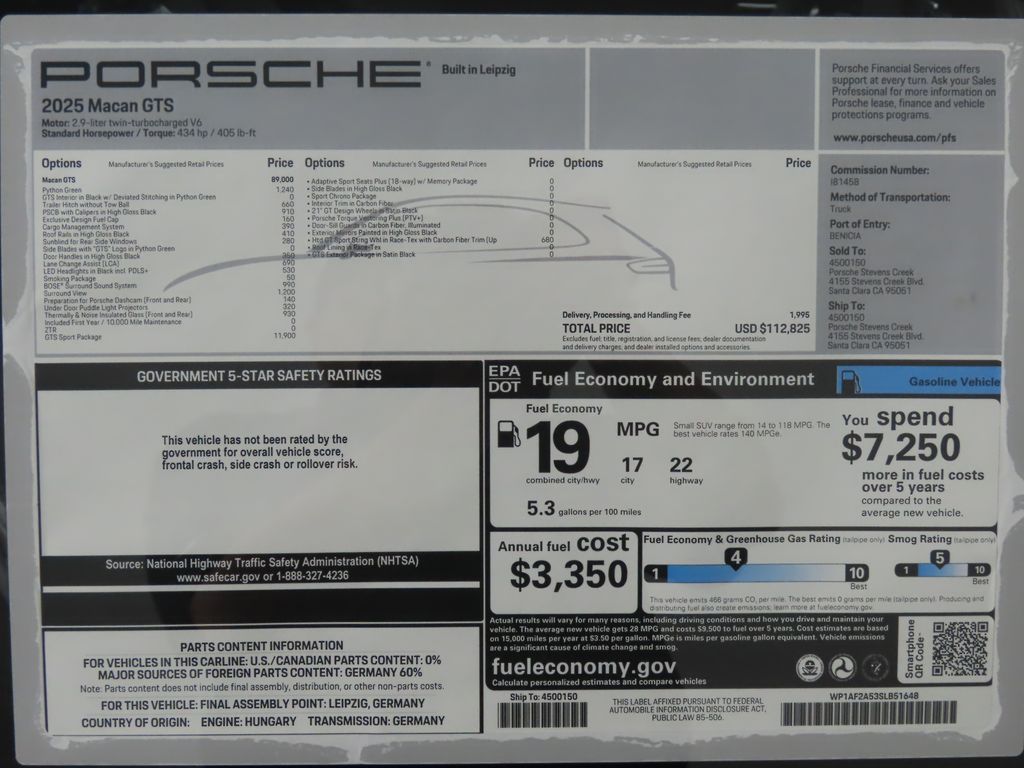 PORSCHE® Built in Leipzig
2025 Macan GTS
Motor: 2.9-liter twin-turbocharged V6
Standard Horsepower / Torque: 434 hp / 405 lb-ft
Porsche Financial Services offers
support at every turn. Ask your Sales
Professional for more information on
Porsche lease, finance and vehicle
protections programs.
www.porscheusa.com/pfs
Options Manufacturer's Suggested Retail Prices Price
Macan GTS 89,000
Python Green 1,240
GTS Interior in Black w/ Deviated Stitching in Python Green 0
Trailer Hitch without Tow Ball 660
PSCB with Calipers in High Gloss Black 910
Exclusive Design Fuel Cap 160
Cargo Management System 390
Roof Rails in High Gloss Black 410
Sunblind for Rear Side Windows 280
Side Blades with "GTS" Logo in Python Green 0
Door Handles in High Gloss Black 350
Lane Change Assist (LCA) 690
LED Headlights in Black incl. PDLS+ 530
Smoking Package 50
BOSE® Surround Sound System 990
Surround View 1,200
Preparation for Porsche Dashcam (Front and Rear) 140
Under Door Puddle Light Projectors 320
Thermally & Noise Insulated Glass (Front and Rear) 930
Included First Year / 10,000 Mile Maintenance 0
ZTR 0
GTS Sport Package 11,900
Options Manufacturer's Suggested Retail Prices Price
• Adaptive Sport Seats Plus (18-way) w/ Memory Package 0
• Side Blades in High Gloss Black 0
• Sport Chrono Package 0
• Interior Trim in Carbon Fiber 0
• 21" GT Design Wheels in Satin Black 0
• Porsche Torque Vectoring Plus (PTV+) 0
• Door-Sill Guards in Carbon Fiber, Illuminated 0
• Exterior Mirrors Painted in High Gloss Black 0
• Htd GT Sport Strng Whl in Race-Tex with Carbon Fiber Trim (Up 680
• Roof Lining in Race-Tex 0
• GTS Exterior Package in Satin Black 0
Options Manufacturer's Suggested Retail Prices Price
Delivery, Processing, and Handling Fee 1,995
TOTAL PRICE USD $112,825
Excludes fuel; title, registration, and license fees; dealer documentation
and delivery charges, and dealer installed options and accessories.
Commission Number:
I8145B
Method of Transportation:
Truck
Port of Entry:
BENICIA
Sold To:
4500150
Porsche Stevens Creek
4155 Stevens Creek Blvd.
Santa Clara CA 95051
Ship To:
4500150
Porsche Stevens Creek
4155 Stevens Creek Blvd.
Santa Clara CA 95051
GOVERNMENT 5-STAR SAFETY RATINGS
This vehicle has not been rated by the
government for overall vehicle score,
frontal crash, side crash or rollover risk.
Source: National Highway Traffic Safety Administration (NHTSA)
www.safecar.gov or 1-888-327-4236
PARTS CONTENT INFORMATION
FOR VEHICLES IN THIS CARLINE: U.S./CANADIAN PARTS CONTENT: 0%
MAJOR SOURCES OF FOREIGN PARTS CONTENT: GERMANY 60%
Note: Parts content does not include final assembly, distribution, or other non-parts costs.
FOR THIS VEHICLE: FINAL ASSEMBLY POINT: LEIPZIG, GERMANY
COUNTRY OF ORIGIN: ENGINE: HUNGARY TRANSMISSION: GERMANY
EPA
DOT
Fuel Economy and Environment
Gasoline Vehicle
Fuel Economy
19 MPG
Small SUV range from 14 to 118 MPG. The
best vehicle rates 140 MPGe.
17 22
combined city/hwy city highway
5.3 gallons per 100 miles
You spend
$7,250
more in fuel costs
over 5 years
compared to the
average new vehicle.
Annual fuel cost
$3,350
Fuel Economy & Greenhouse Gas Rating (tailpipe only)
4
1 10
Best
Smog Rating (tailpipe only)
5
1 10
Best
This vehicle emits 466 grams CO₂ per mile. The best emits 0 grams per mile (tailpipe only). Producing and
distributing fuel also create emissions; learn more at fueleconomy.gov.
Actual results will vary for many reasons, including driving conditions and how you drive and maintain your
vehicle. The average new vehicle gets 28 MPG and costs $9,500 to fuel over 5 years. Cost estimates are based
on 15,000 miles per year at $3.50 per gallon. MPGe is miles per gasoline gallon equivalent. Vehicle emissions
are a significant cause of climate change and smog.
fueleconomy.gov
Calculate personalized estimates and compare vehicles
Smartphone
QR Code™
Ship To: 4500150
THIS LABEL AFFIXED PURSUANT TO FEDERAL
AUTOMOBILE INFORMATION DISCLOSURE ACT,
PUBLIC LAW 85-506.
WP1AF2A53SLB51648